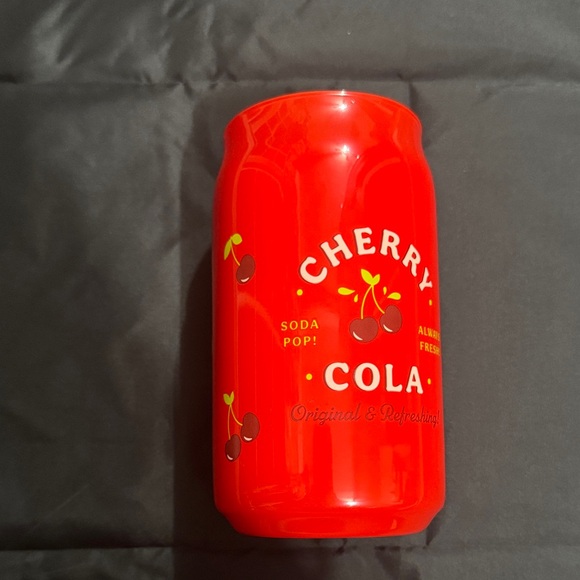 CHERRY
SODA POP!
ALWAYS FRESH
COLA
Original & Refreshing!